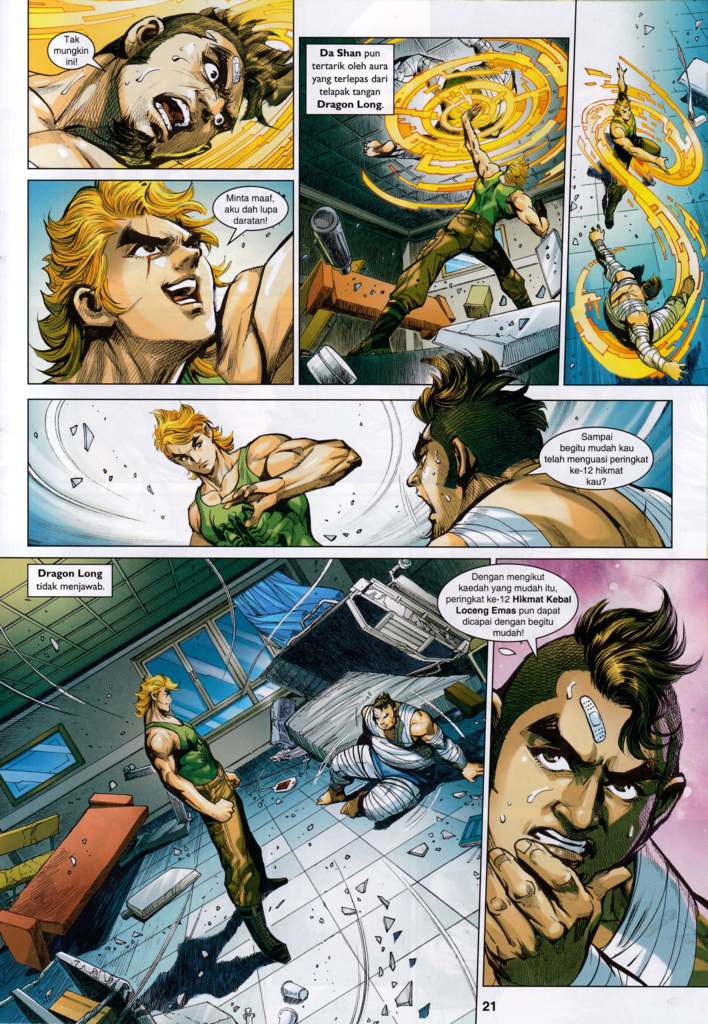 Tak
mungkin
ini!
Da Shan pun
tertarik oleh aura
yang terlepas dari
telapak tangan
Dragon Long.
Minta maaf,
aku dah lupa
daratan!
Sampai
begitu mudah kau
telah menguasi peringkat
ke-12 hikmat
kau?
Dragon Long
tidak menjawab.
Dengan mengikut
kaedah yang mudah itu,
peringkat ke-12 Hikmat Kebal
Loceng Emas pun dapat
dicapai dengan begitu
mudah!
21